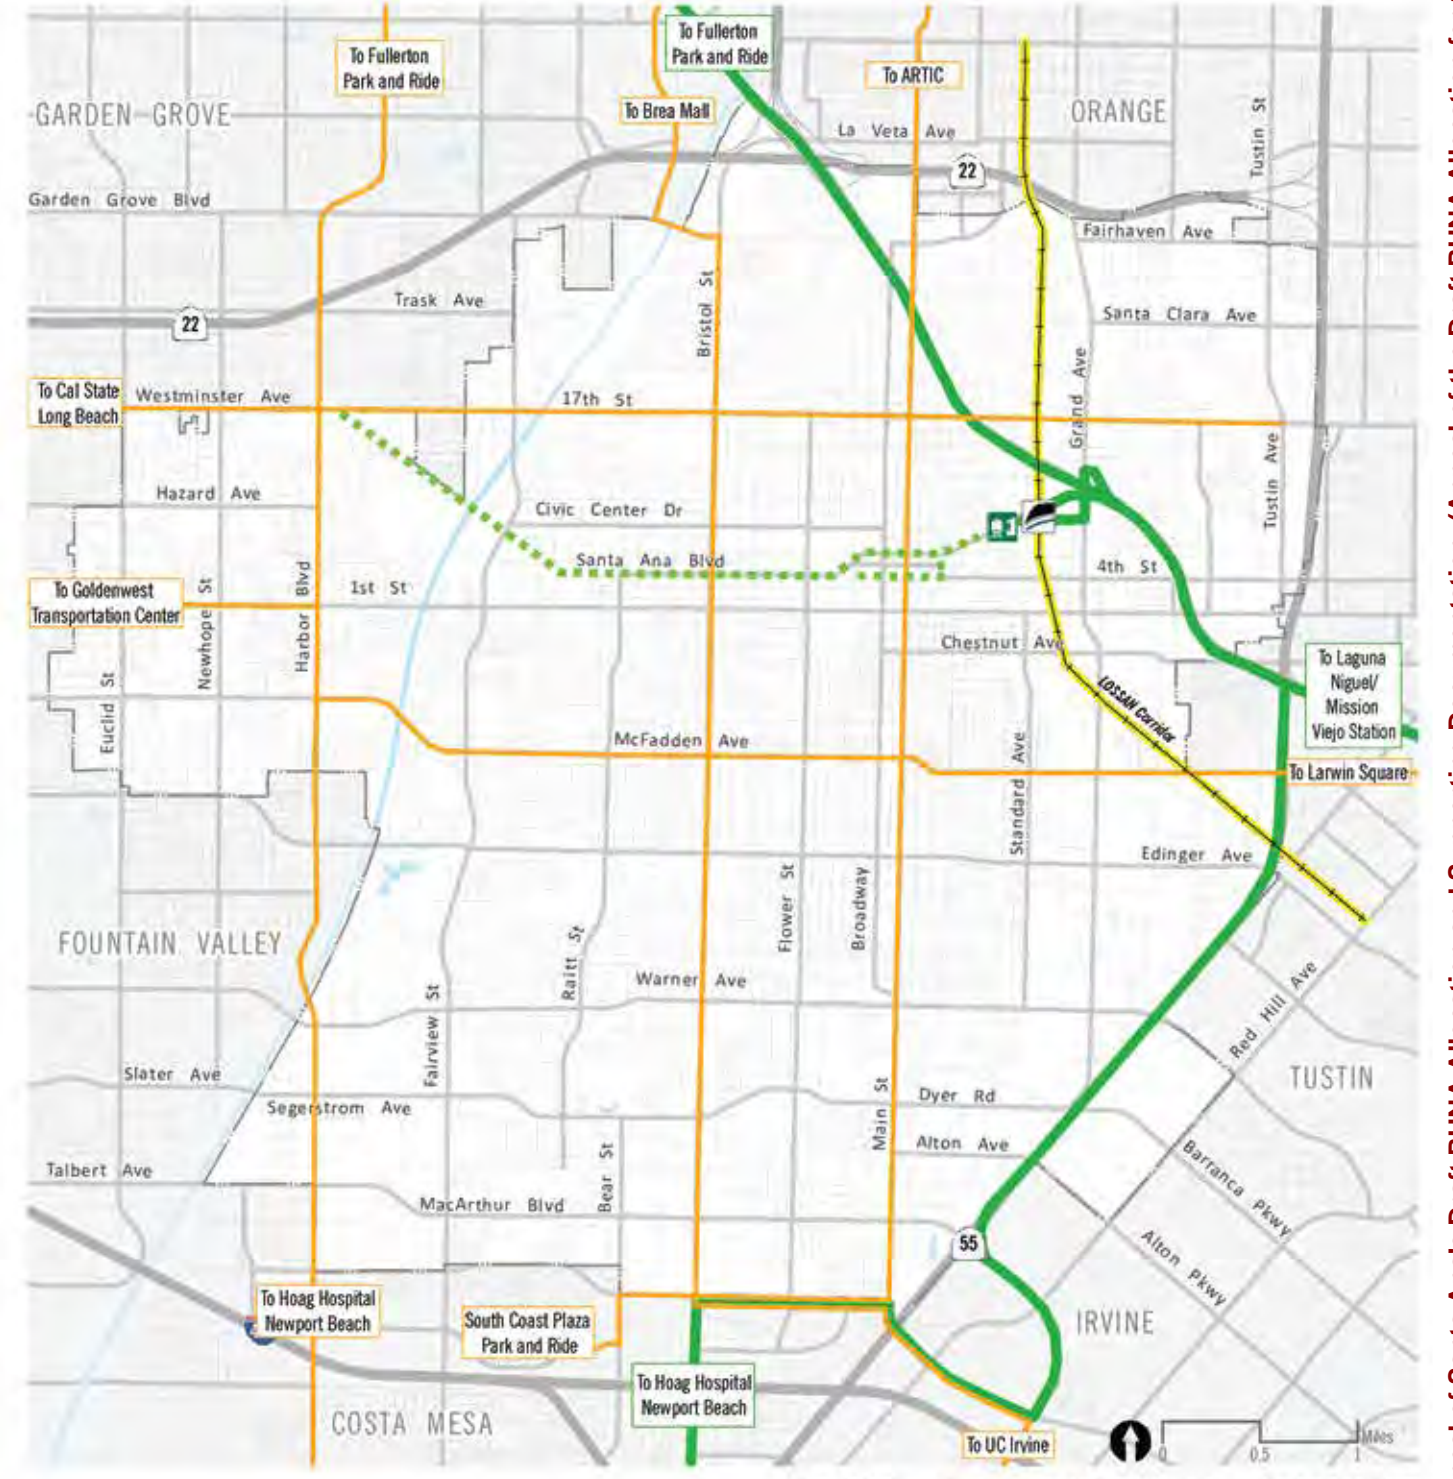 To Fullerton
Park and Ride
To Fullerton
Park and Ride
To ARTIC
To Brea Mall
GARDEN GROVE
ORANGE
Tustin St
La Veta Ave
22
Garden Grove Blvd
Fairhaven Ave
Trask Ave
22
Bristol St
Santa Clara Ave
Grand Ave
To Cal State
Long Beach
Westminster Ave
17th St
Tustin Ave
Hazard Ave
Civic Center Dr
Santa Ana Blvd
4th St
To Goldenwest
Transportation Center
Newhope St
Harbor Blvd
1st St
Chestnut Ave
Euclid St
LOSSAN Corridor
To Laguna
Niguel/
Mission
Viejo Station
McFadden Ave
Standard Ave
To Larwin Square
Edinger Ave
Flower St
Broadway
FOUNTAIN VALLEY
Raitt St
Warner Ave
Fairview St
Red Hill Ave
TUSTIN
Slater Ave
Segerstrom Ave
Dyer Rd
Main St
Alton Ave
Barranca Pkwy
Talbert Ave
Bear St
MacArthur Blvd
55
Alton Pkwy
To Hoag Hospital
Newport Beach
South Coast Plaza
Park and Ride
IRVINE
To Hoag Hospital
Newport Beach
COSTA MESA
To UC Irvine
0
0.5
1
Miles